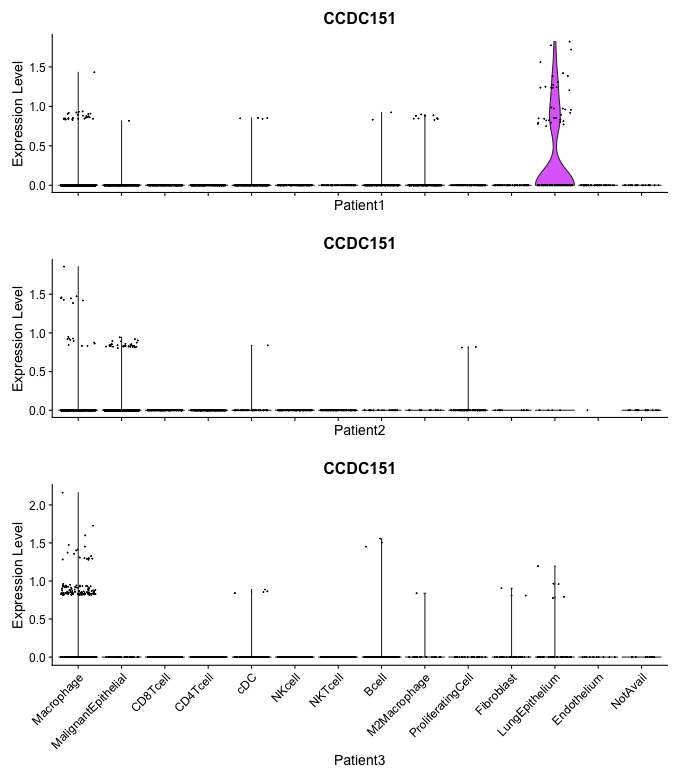 CCDC151
Expression Level
1.5
1.0
0.5
0.0
Patient1
CCDC151
Expression Level
1.5
1.0
0.5
0.0
Patient2
CCDC151
Expression Level
2.0
1.5
1.0
0.5
0.0
Macrophage
MalignantEpithelial
CD8Tcell
CD4Tcell
cDC
NKcell
NKTcell
Bcell
M2Macrophage
ProliferatingCell
Fibroblast
LungEpithelium
Endothelium
NotAvail
Patient3